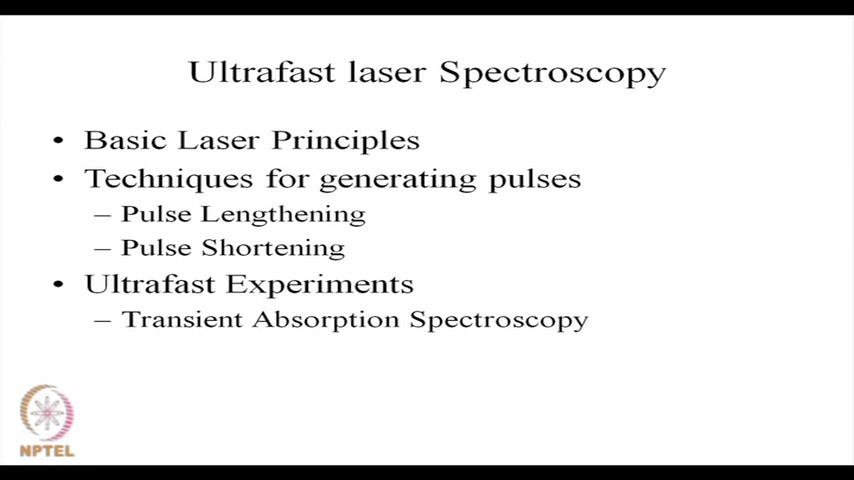 Ultrafast laser Spectroscopy
• Basic Laser Principles
• Techniques for generating pulses
– Pulse Lengthening
– Pulse Shortening
• Ultrafast Experiments
– Transient Absorption Spectroscopy
NPTEL